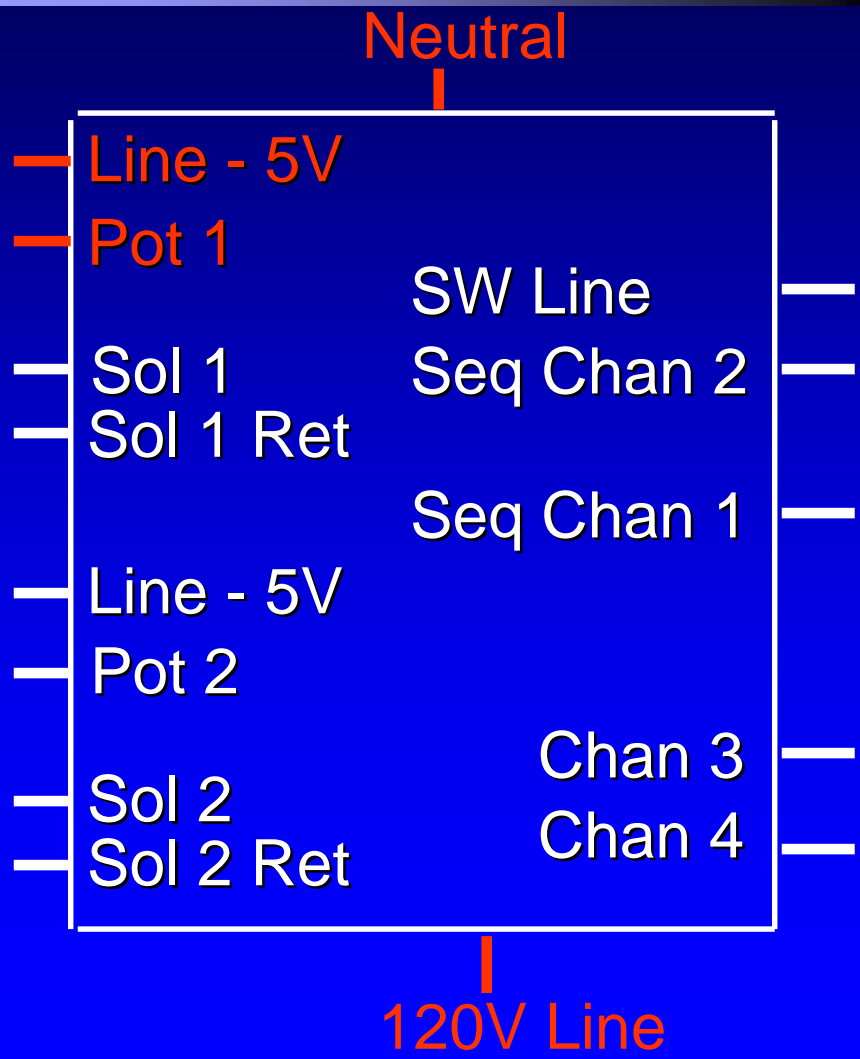 Neutral
Line - 5V
Pot 1
SW Line
Sol 1
Seq Chan 2
Sol 1 Ret
Seq Chan 1
Line - 5V
Pot 2
Chan 3
Sol 2
Chan 4
Sol 2 Ret
120V Line